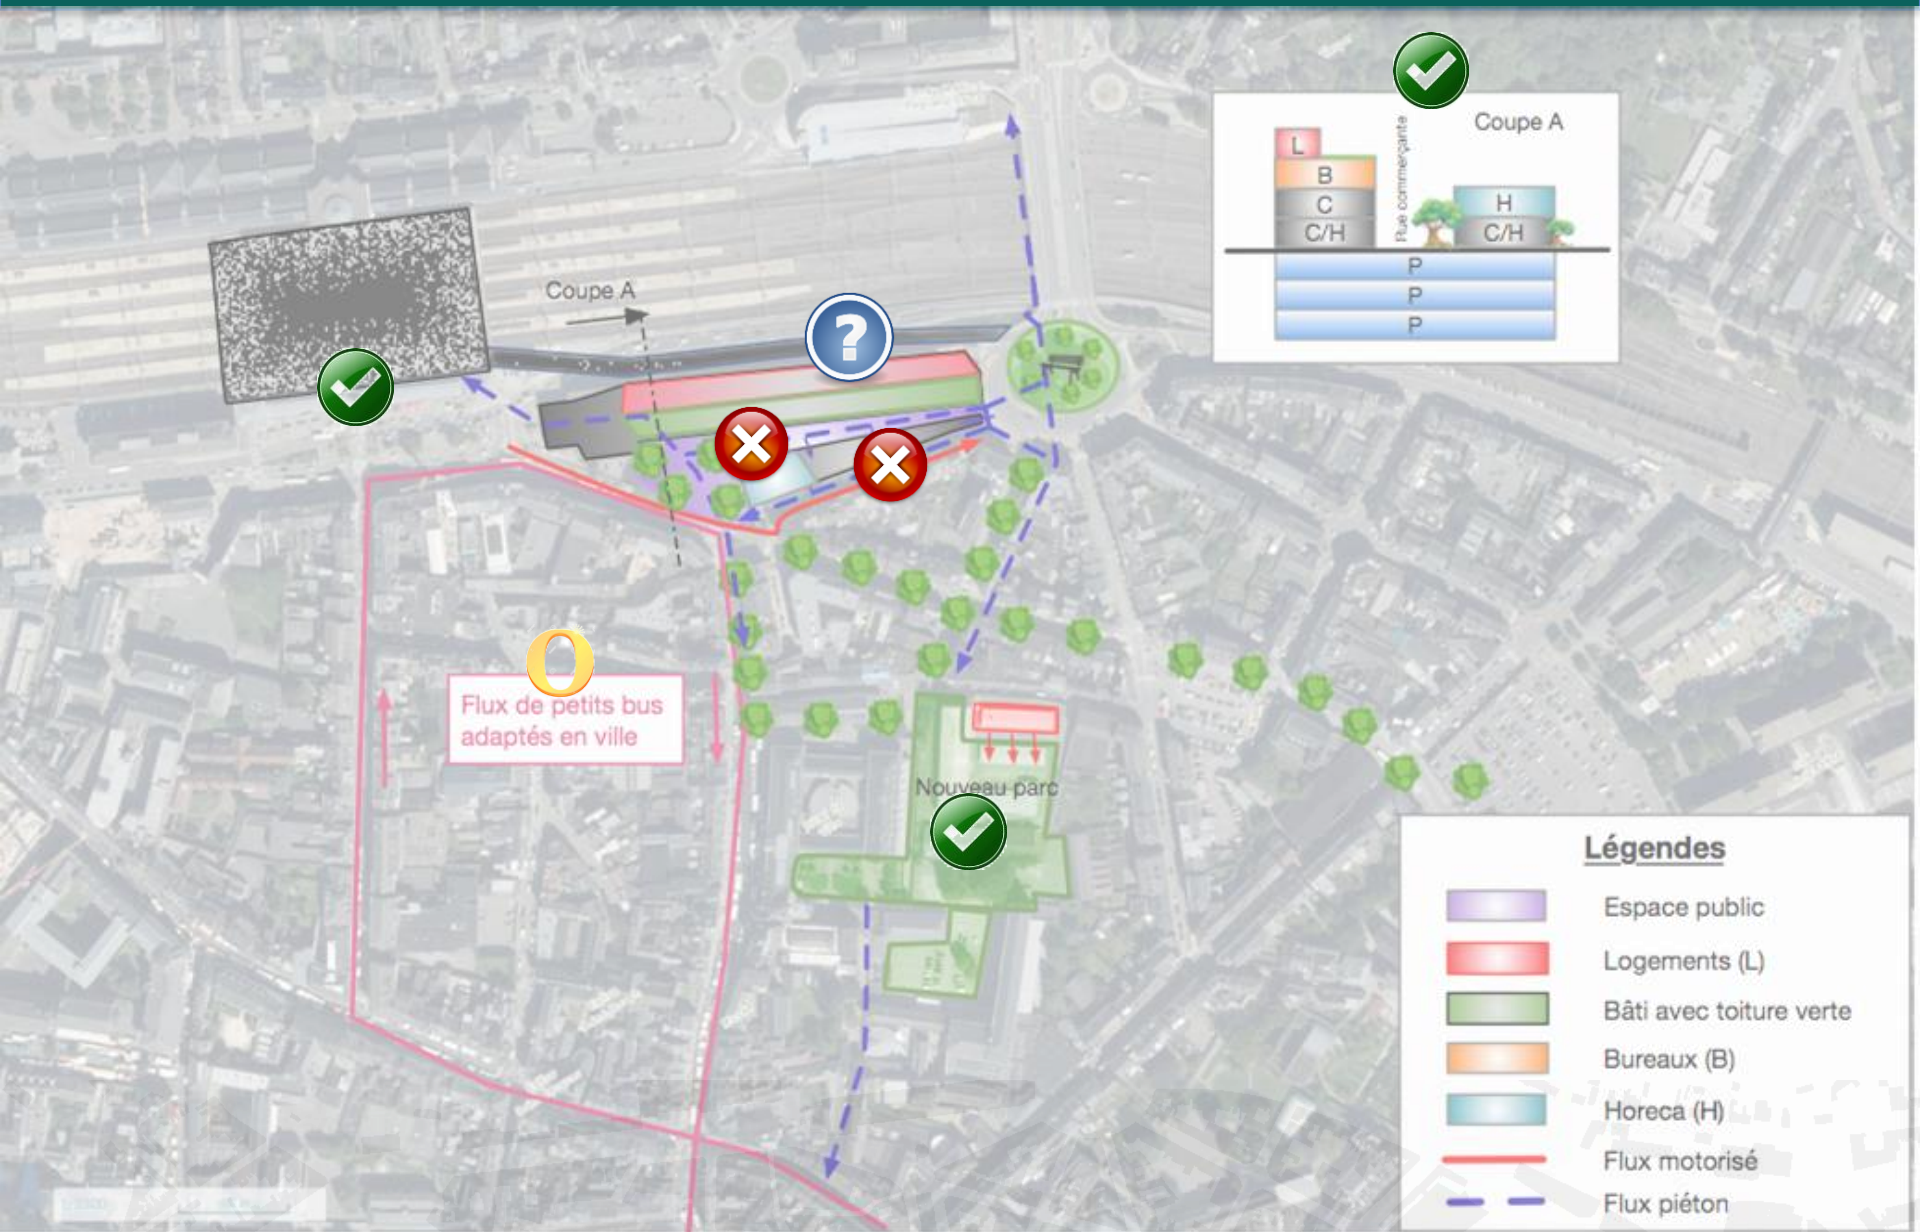 Coupe A
L
B
C
C/H
Rue commerçante
H
C/H
P
P
P
Coupe A
?
O
Flux de petits bus
adaptés en ville
Nouveau parc
Légendes
Espace public
Logements (L)
Bâti avec toiture verte
Bureaux (B)
Horeca (H)
Flux motorisé
Flux piéton